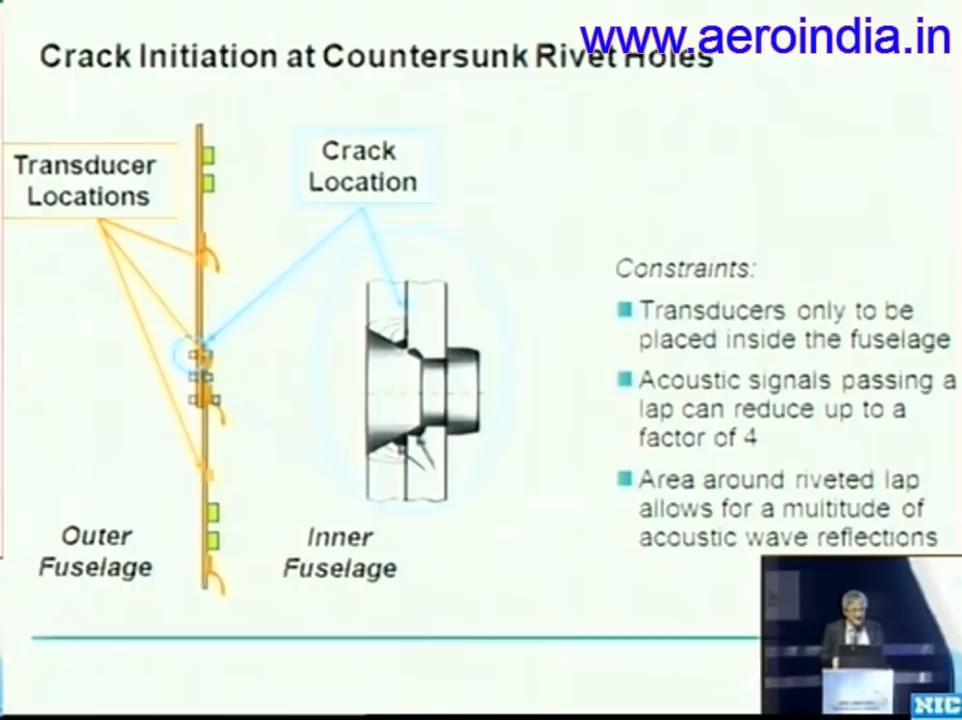 www.aeroindia.in
Crack Initiation at Countersunk Rivet Holes
Transducer
Locations
Crack
Location
Constraints:
Transducers only to be
placed inside the fuselage
Acoustic signals passing a
lap can reduce up to a
factor of 4
Area around riveted lap
allows for a multitude of
acoustic wave reflections
Outer
Fuselage
Inner
Fuselage
NIC